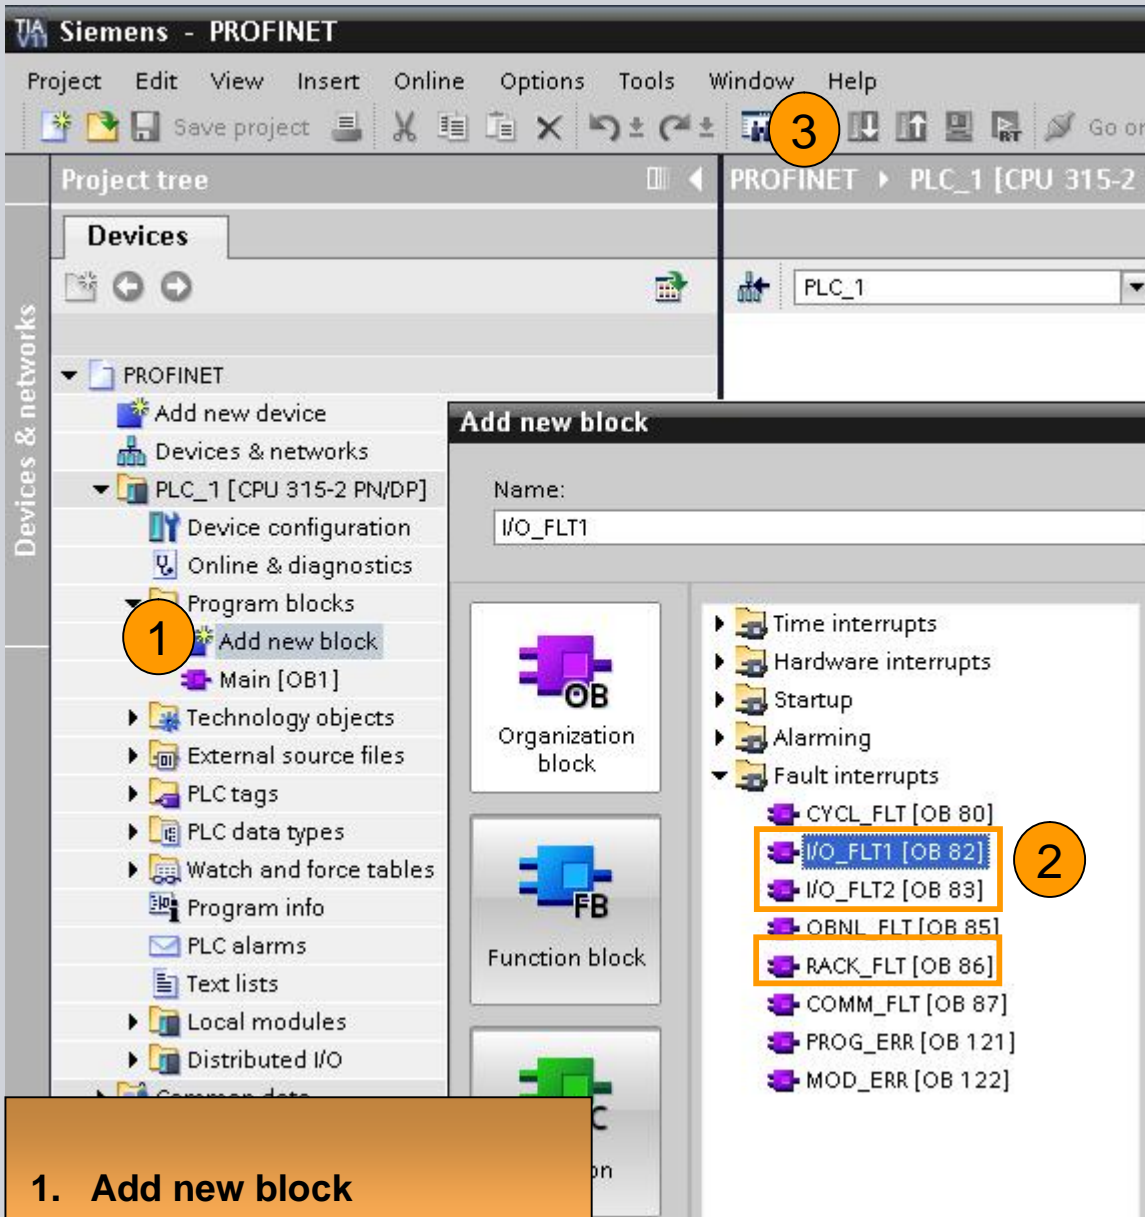 TIA V11 Siemens - PROFINET
Project Edit View Insert Online Options Tools Window Help
Save project 3 RT
Project tree
PROFINET PLC_1 [CPU 315-2
Devices
PLC_1
Devices & networks
PROFINET
Add new device
Devices & networks
PLC_1 [CPU 315-2 PN/DP]
Device configuration
Online & diagnostics
Program blocks
1 Add new block
Main [OB1]
Technology objects
External source files
PLC tags
PLC data types
Watch and force tables
Program info
PLC alarms
Text lists
Local modules
Distributed I/O
Common data
Add new block
Name:
I/O_FLT1
OB
Organization
block
FB
Function block
C
on
Time interrupts
Hardware interrupts
Startup
Alarming
Fault interrupts
CYCL_FLT [OB 80]
I/O_FLT1 [OB 82]
2
I/O_FLT2 [OB 83]
OBNL_FLT [OB 85]
RACK_FLT [OB 86]
COMM_FLT [OB 87]
PROG_ERR [OB 121]
MOD_ERR [OB 122]
1. Add new block